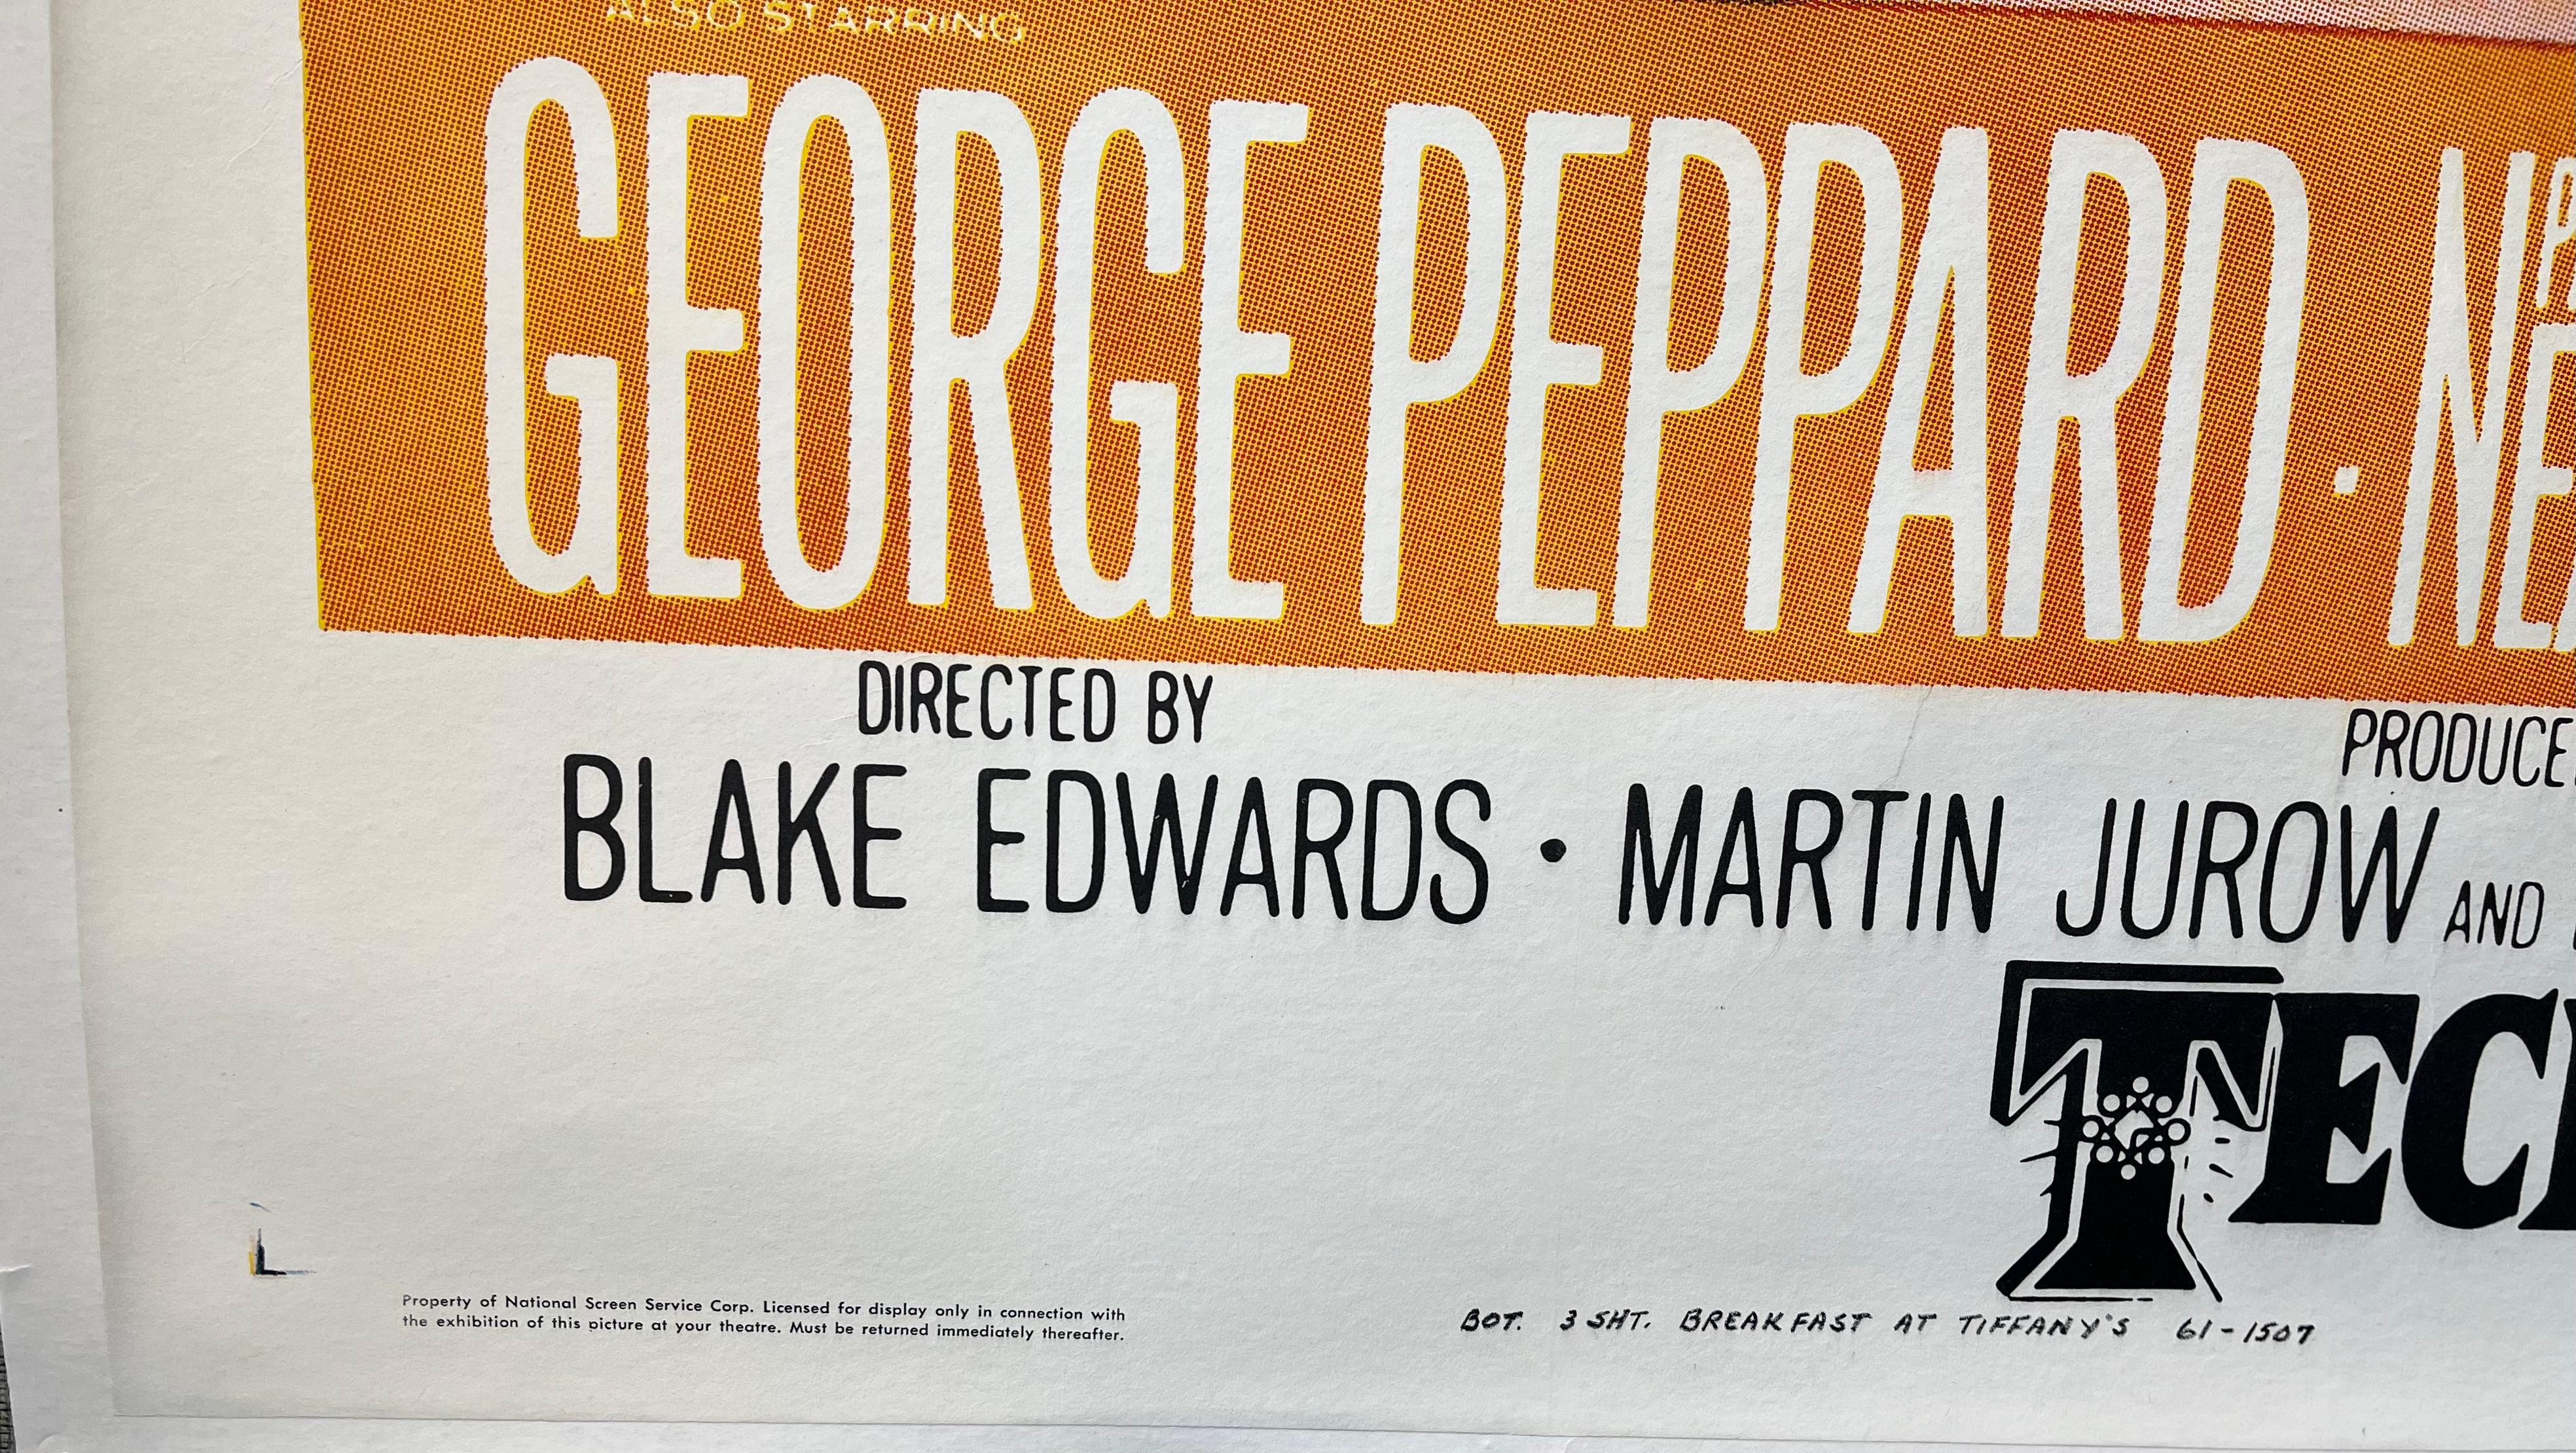 ALSO STARRING
GEORGE PEPPARD ·
DIRECTED BY
BLAKE EDWARDS · MARTIN JUROW AND
PRODUCE
TEC
Property of National Screen Service Corp. Licensed for display only in connection with
the exhibition of this picture at your theatre. Must be returned immediately thereafter.
BOT. 3 SHT. BREAKFAST AT TIFFANY'S 61-1507